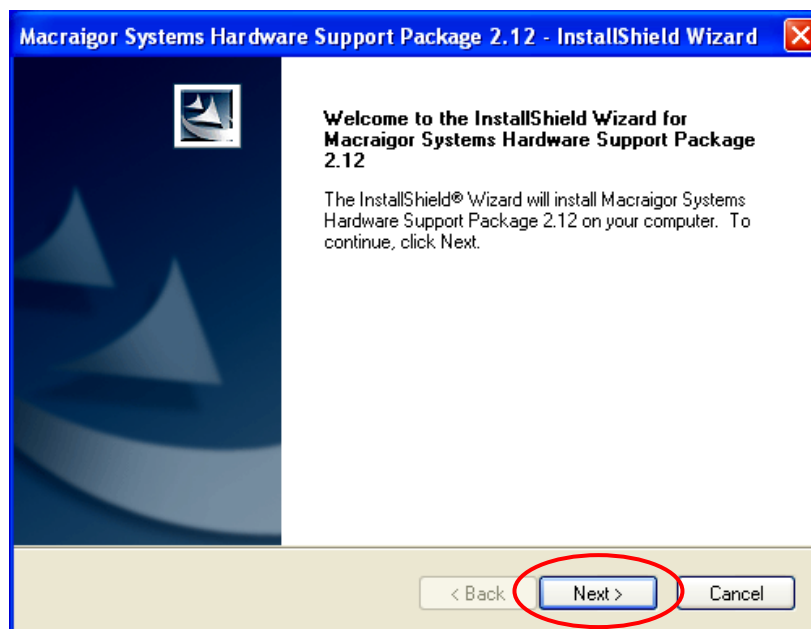 Macraigor Systems Hardware Support Package 2.12 - InstallShield Wizard
Welcome to the InstallShield Wizard for
Macraigor Systems Hardware Support Package
2.12
The InstallShield® Wizard will install Macraigor Systems
Hardware Support Package 2.12 on your computer. To
continue, click Next.
< Back Next > Cancel